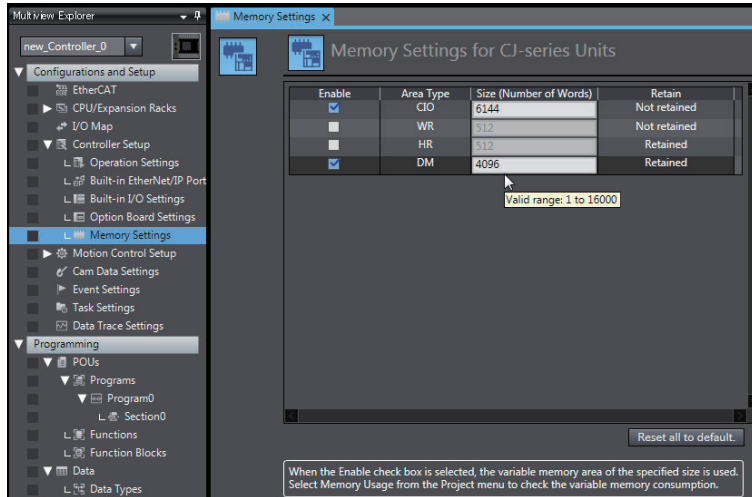 Multiview Explorer
Memory Settings
new_Controller_0
Configurations and Setup
EtherCAT
CPU/Expansion Racks
I/O Map
Controller Setup
Operation Settings
Built-in EtherNet/IP Port
Built-in I/O Settings
Option Board Settings
Memory Settings
Motion Control Setup
Cam Data Settings
Event Settings
Task Settings
Data Trace Settings
Programming
POUs
Programs
Program0
Section0
Functions
Function Blocks
Data
Data Types
Memory Settings for CJ-series Units
Enable Area Type Size (Number of Words) Retain
CIO 6144 Not retained
WR 512 Not retained
HR 512 Retained
DM 4096 Retained
Valid range: 1 to 16000
Reset all to default.
When the Enable check box is selected, the variable memory area of the specified size is used.
Select Memory Usage from the Project menu to check the variable memory consumption.